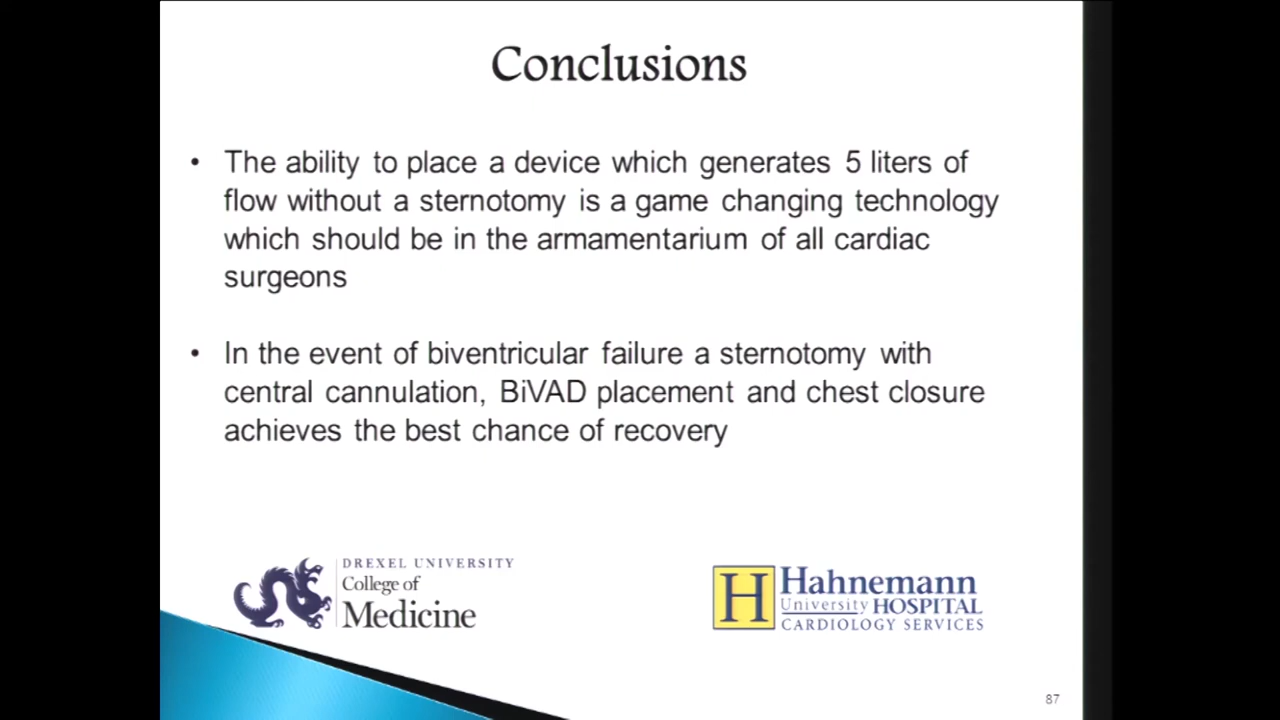 Conclusions
• The ability to place a device which generates 5 liters of
flow without a sternotomy is a game changing technology
which should be in the armamentarium of all cardiac
surgeons
• In the event of biventricular failure a sternotomy with
central cannulation, BiVAD placement and chest closure
achieves the best chance of recovery
DREXEL UNIVERSITY
College of
Medicine
H
Hahnemann
University HOSPITAL
CARDIOLOGY SERVICES
87